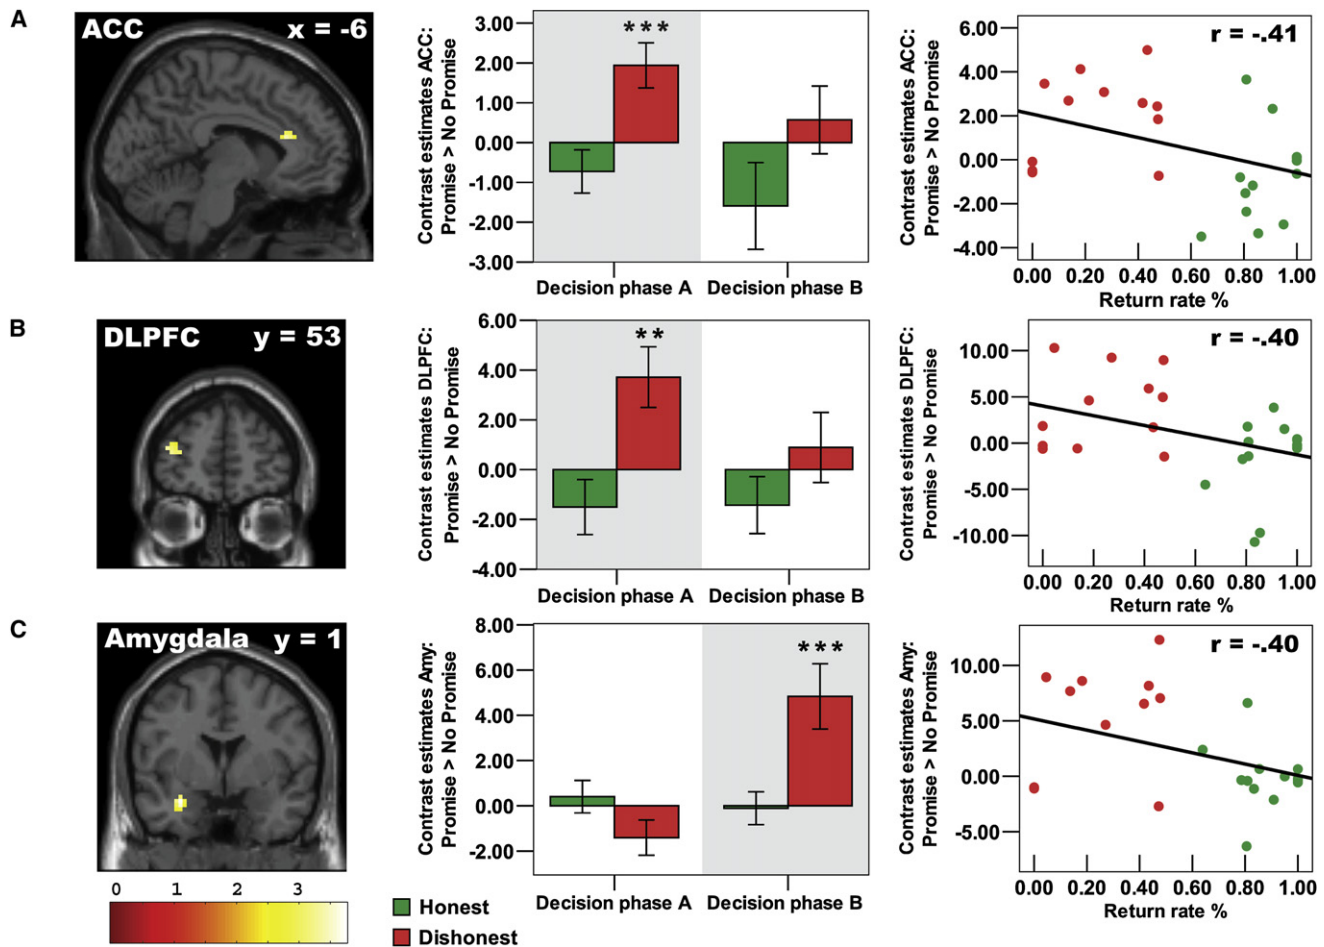 A
ACC x = -6
Contrast estimates ACC:
Promise > No Promise
3.00
2.00
1.00
0.00
-1.00
-2.00
-3.00
***
Decision phase A
Decision phase B
Contrast estimates ACC:
Promise > No Promise
6.00
4.00
2.00
0.00
-2.00
-4.00
r = -.41
0.00 0.20 0.40 0.60 0.80 1.00
Return rate %
B
DLPFC y = 53
Contrast estimates DLPFC:
Promise > No Promise
6.00
4.00
2.00
0.00
-2.00
-4.00
**
Decision phase A
Decision phase B
Contrast estimates DLPFC:
Promise > No Promise
10.00
5.00
0.00
-5.00
-10.00
r = -.40
0.00 0.20 0.40 0.60 0.80 1.00
Return rate %
C
Amygdala y = 1
0 1 2 3
Contrast estimates Amy:
Promise > No Promise
8.00
6.00
4.00
2.00
0.00
-2.00
***
Decision phase A
Decision phase B
Honest
Dishonest
Contrast estimates Amy:
Promise > No Promise
10.00
5.00
0.00
-5.00
r = -.40
0.00 0.20 0.40 0.60 0.80 1.00
Return rate %